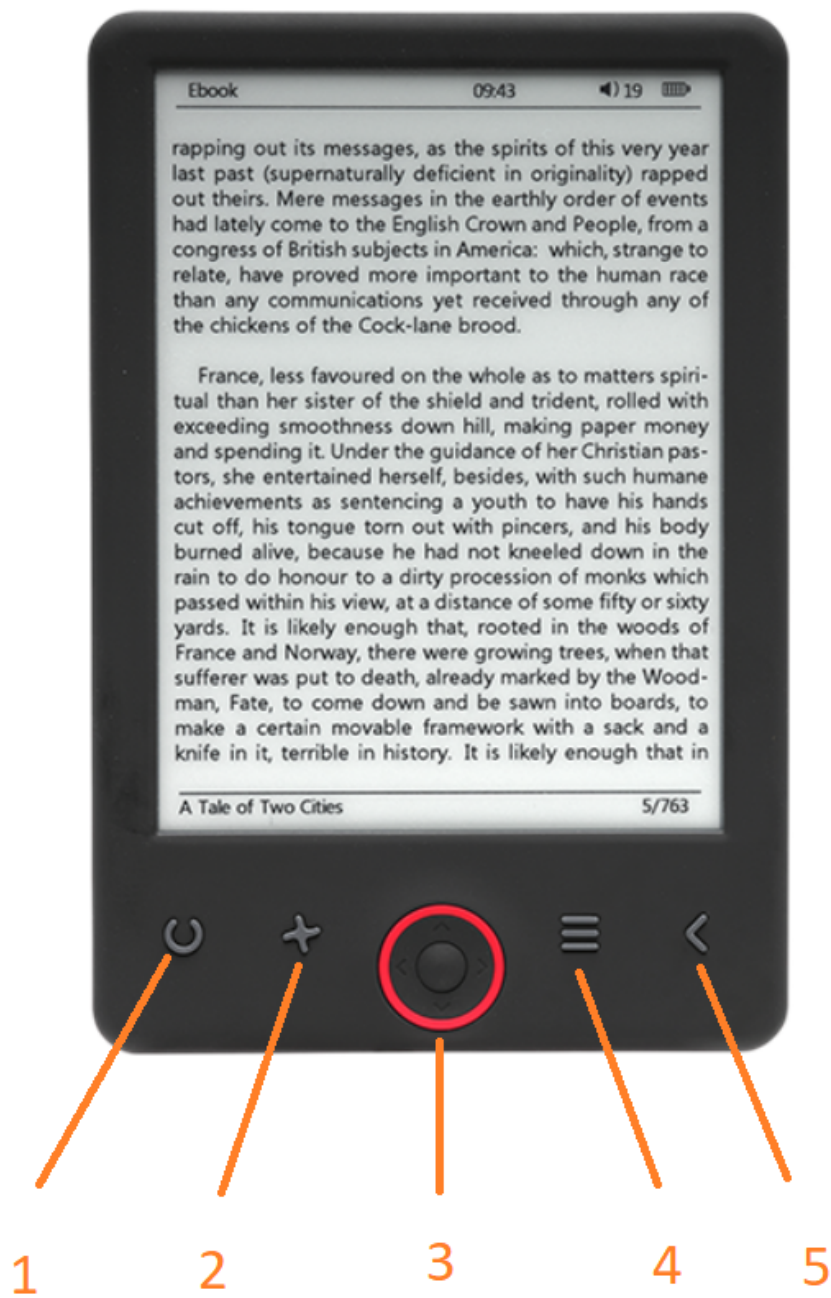 Ebook 09:43 19
rapping out its messages, as the spirits of this very year
last past (supernaturally deficient in originality) rapped
out theirs. Mere messages in the earthly order of events
had lately come to the English Crown and People, from a
congress of British subjects in America: which, strange to
relate, have proved more important to the human race
than any communications yet received through any of
the chickens of the Cock-lane brood.
France, less favoured on the whole as to matters spiri-
tual than her sister of the shield and trident, rolled with
exceeding smoothness down hill, making paper money
and spending it. Under the guidance of her Christian pas-
tors, she entertained herself, besides, with such humane
achievements as sentencing a youth to have his hands
cut off, his tongue torn out with pincers, and his body
burned alive, because he had not kneeled down in the
rain to do honour to a dirty procession of monks which
passed within his view, at a distance of some fifty or sixty
yards. It is likely enough that, rooted in the woods of
France and Norway, there were growing trees, when that
sufferer was put to death, already marked by the Wood-
man, Fate, to come down and be sawn into boards, to
make a certain movable framework with a sack and a
knife in it, terrible in history. It is likely enough that in
A Tale of Two Cities 5/763
1 2 3 4 5